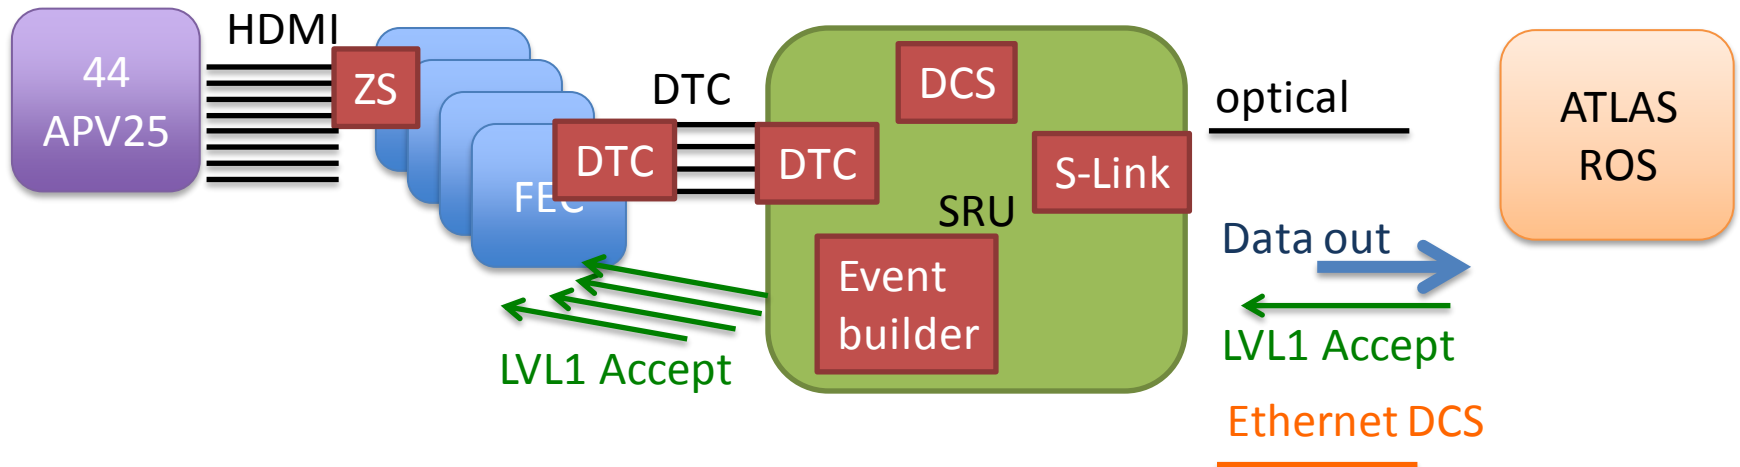 44
APV25
HDMI
ZS
FEC
DTC
DTC
DTC
DCS
S-Link
SRU
Event
builder
LVL1 Accept
optical
ATLAS
ROS
Data out
LVL1 Accept
Ethernet DCS